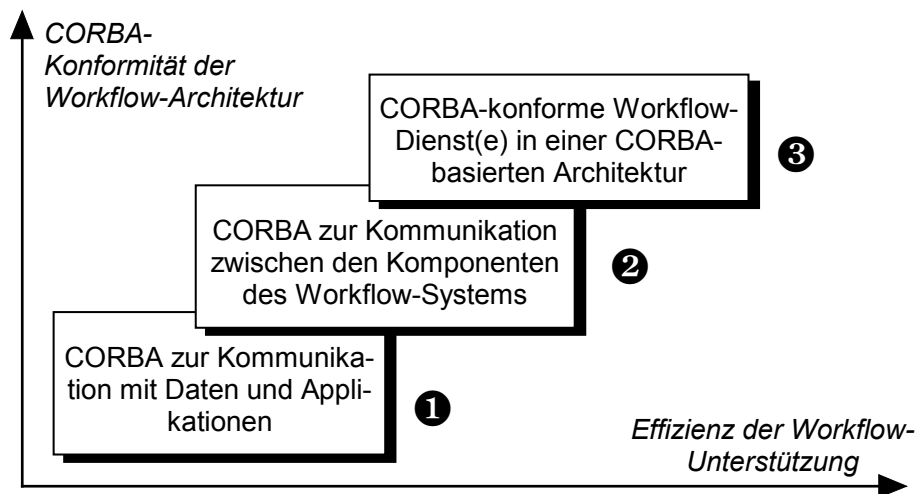 CORBA-
Konformität der
Workflow-Architektur
CORBA-konforme Workflow-
Dienst(e) in einer CORBA-
basierten Architektur
❸
CORBA zur Kommunikation
zwischen den Komponenten
des Workflow-Systems
❷
CORBA zur Kommunika-
tion mit Daten und Appli-
kationen
❶
Effizienz der Workflow-
Unterstützung